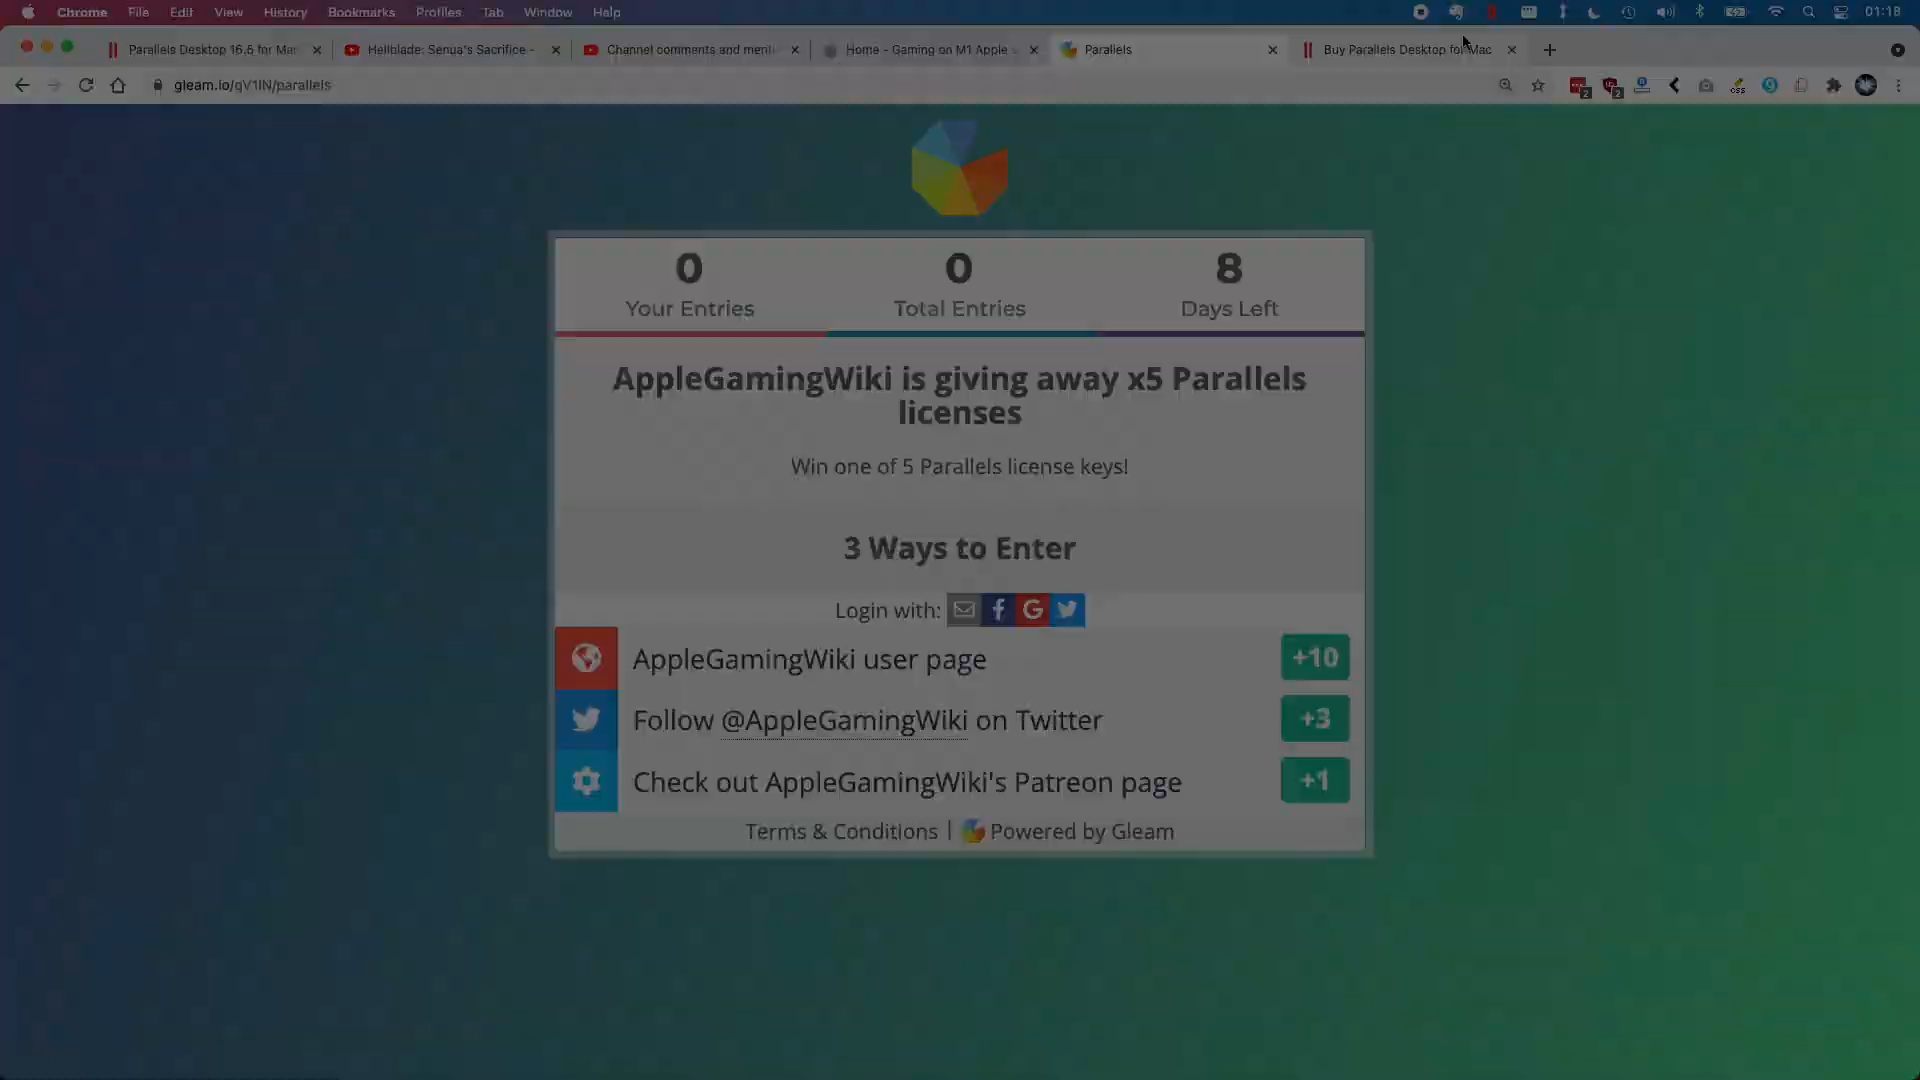 Chrome File Edit View History Bookmarks Profiles Tab Window Help 01:18
Parallels Desktop 16.5 for Mac Hellblade: Senua's Sacrifice - Channel comments and menti Home - Gaming on M1 Apple Parallels Buy Parallels Desktop for Mac
gleam.io/qV1IN/parallels 2 2
0 0 8
Your Entries Total Entries Days Left
AppleGamingWiki is giving away x5 Parallels
licenses
Win one of 5 Parallels license keys!
3 Ways to Enter
Login with:
AppleGamingWiki user page +10
Follow @AppleGamingWiki on Twitter +3
Check out AppleGamingWiki's Patreon page +1
Terms & Conditions | Powered by Gleam